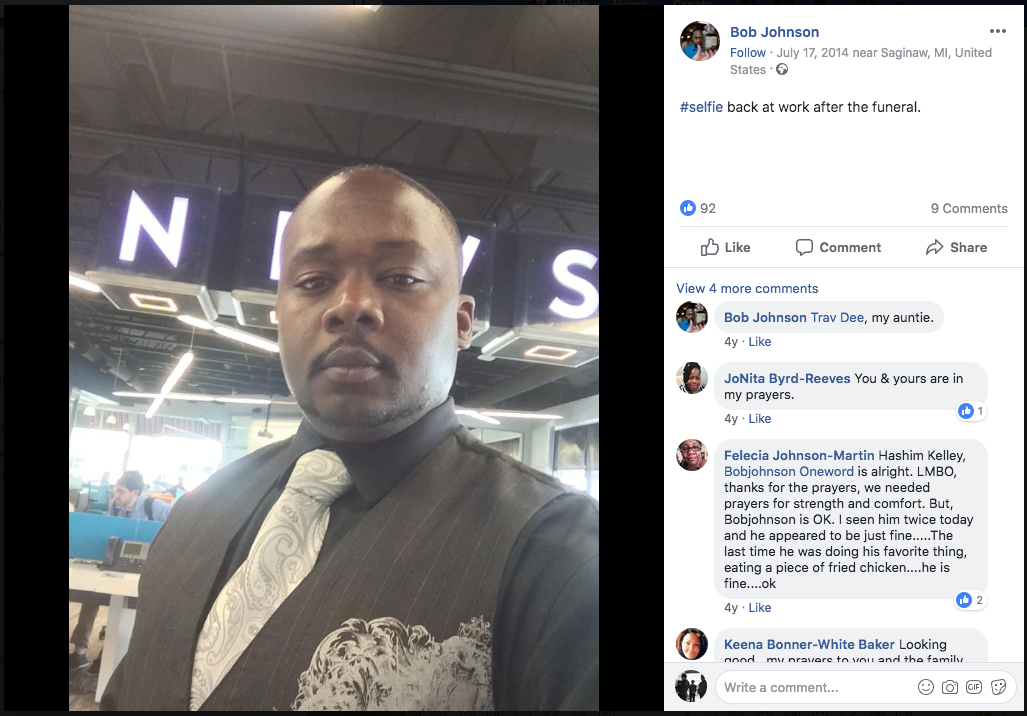 NEWS
Bob Johnson
Follow · July 17, 2014 near Saginaw, MI, United
States ·
#selfie back at work after the funeral.
92
9 Comments
Like
Comment
Share
View 4 more comments
Bob Johnson Trav Dee, my auntie.
4y · Like
JoNita Byrd-Reeves You & yours are in
my prayers.
1
4y · Like
Felecia Johnson-Martin Hashim Kelley,
Bobjohnson Oneword is alright. LMBO,
thanks for the prayers, we needed
prayers for strength and comfort. But,
Bobjohnson is OK. I seen him twice today
and he appeared to be just fine.....The
last time he was doing his favorite thing,
eating a piece of fried chicken....he is
fine....ok
2
4y · Like
Keena Bonner-White Baker Looking
good...my prayers to you and the family
Write a comment...
GIF